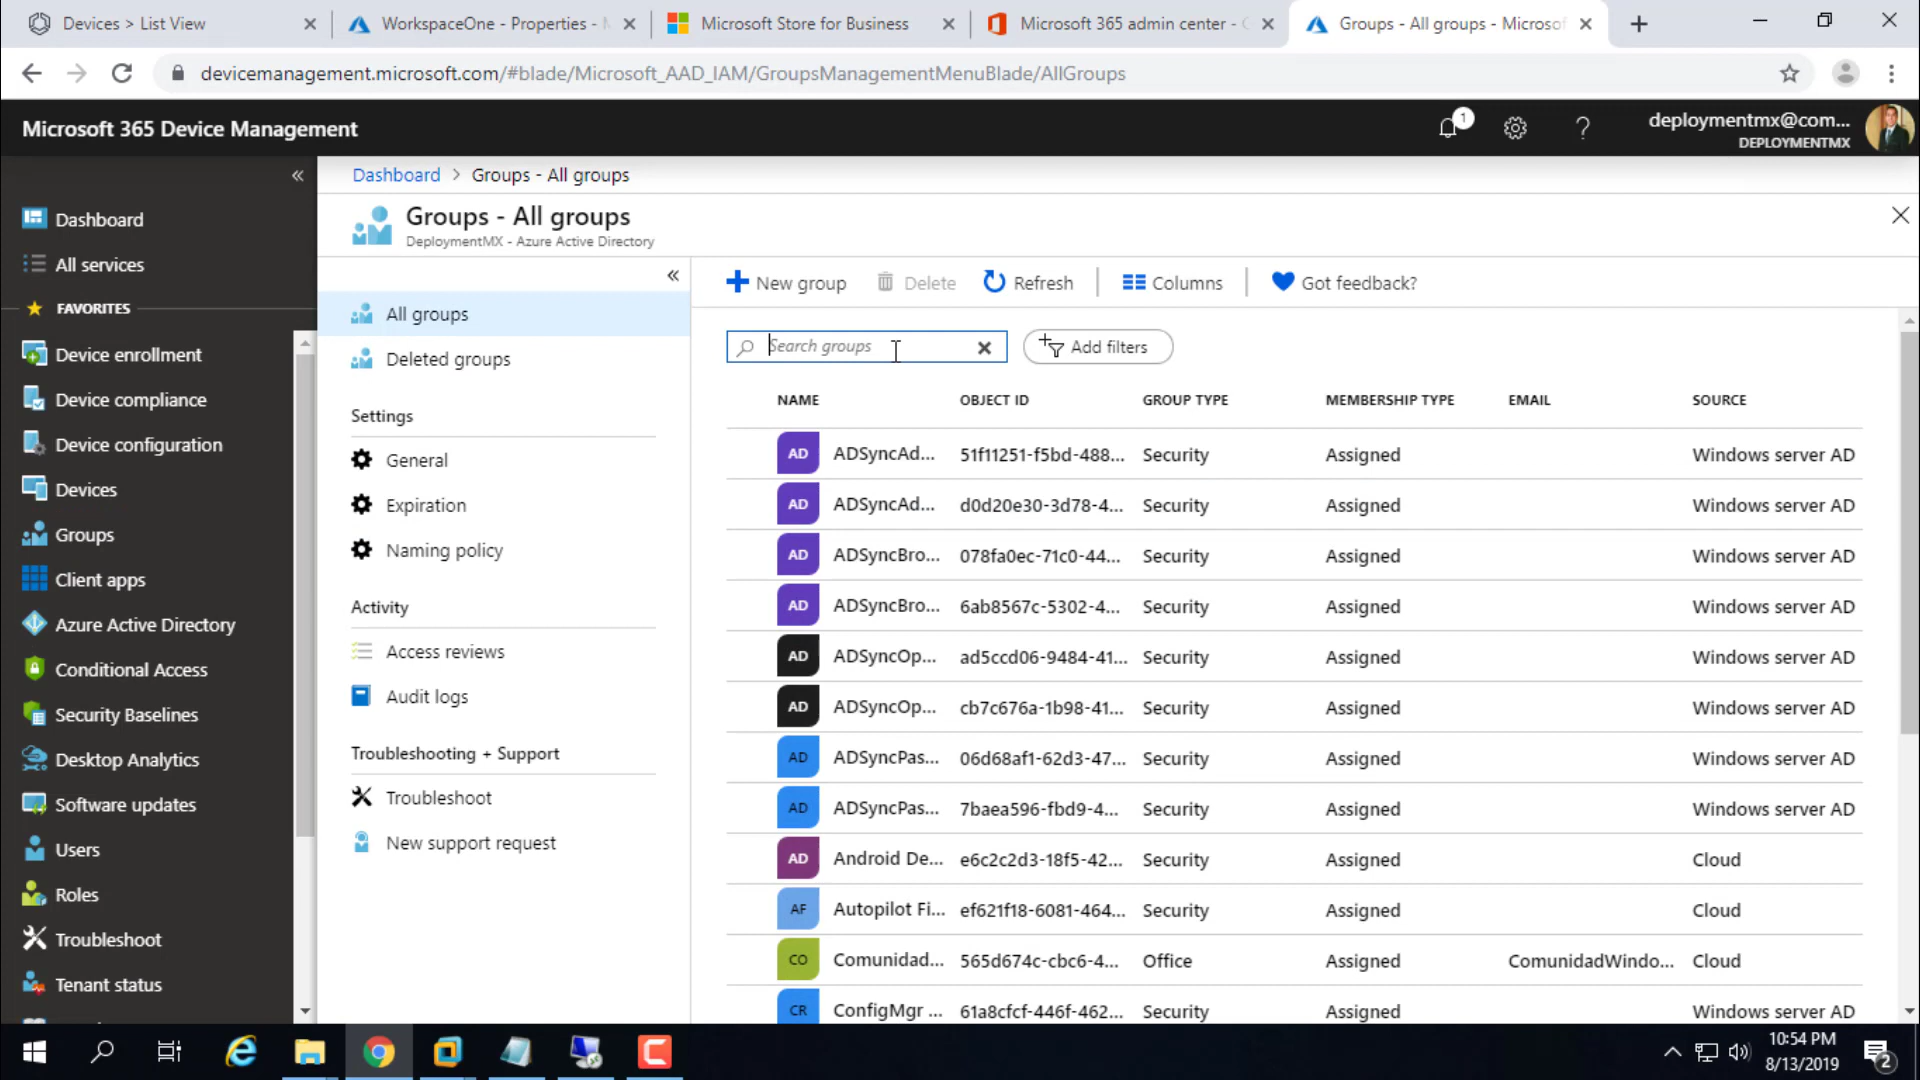 Devices > List View
WorkspaceOne - Properties -
Microsoft Store for Business
Microsoft 365 admin center -
Groups - All groups - Microsof
devicemanagement.microsoft.com/#blade/Microsoft_AAD_IAM/GroupsManagementMenuBlade/AllGroups
Microsoft 365 Device Management
1
deploymentmx@com...
DEPLOYMENTMX
Dashboard
All services
FAVORITES
Device enrollment
Device compliance
Device configuration
Devices
Groups
Client apps
Azure Active Directory
Conditional Access
Security Baselines
Desktop Analytics
Software updates
Users
Roles
Troubleshoot
Tenant status
Dashboard > Groups - All groups
Groups - All groups
DeploymentMX - Azure Active Directory
All groups
Deleted groups
Settings
General
Expiration
Naming policy
Activity
Access reviews
Audit logs
Troubleshooting + Support
Troubleshoot
New support request
New group Delete Refresh Columns Got feedback?
Search groups Add filters
NAME OBJECT ID GROUP TYPE MEMBERSHIP TYPE EMAIL SOURCE
AD ADSyncAd... 51f11251-f5bd-488... Security Assigned Windows server AD
AD ADSyncAd... d0d20e30-3d78-4... Security Assigned Windows server AD
AD ADSyncBro... 078fa0ec-71c0-44... Security Assigned Windows server AD
AD ADSyncBro... 6ab8567c-5302-4... Security Assigned Windows server AD
AD ADSyncOp... ad5ccd06-9484-41... Security Assigned Windows server AD
AD ADSyncOp... cb7c676a-1b98-41... Security Assigned Windows server AD
AD ADSyncPas... 06d68af1-62d3-47... Security Assigned Windows server AD
AD ADSyncPas... 7baea596-fbd9-4... Security Assigned Windows server AD
AD Android De... e6c2c2d3-18f5-42... Security Assigned Cloud
AF Autopilot Fi... ef621f18-6081-464... Security Assigned Cloud
CO Comunidad... 565d674c-cbc6-4... Office Assigned ComunidadWindo... Cloud
CR ConfigMgr ... 61a8cfcf-446f-462... Security Assigned Windows server AD
10:54 PM
8/13/2019
2